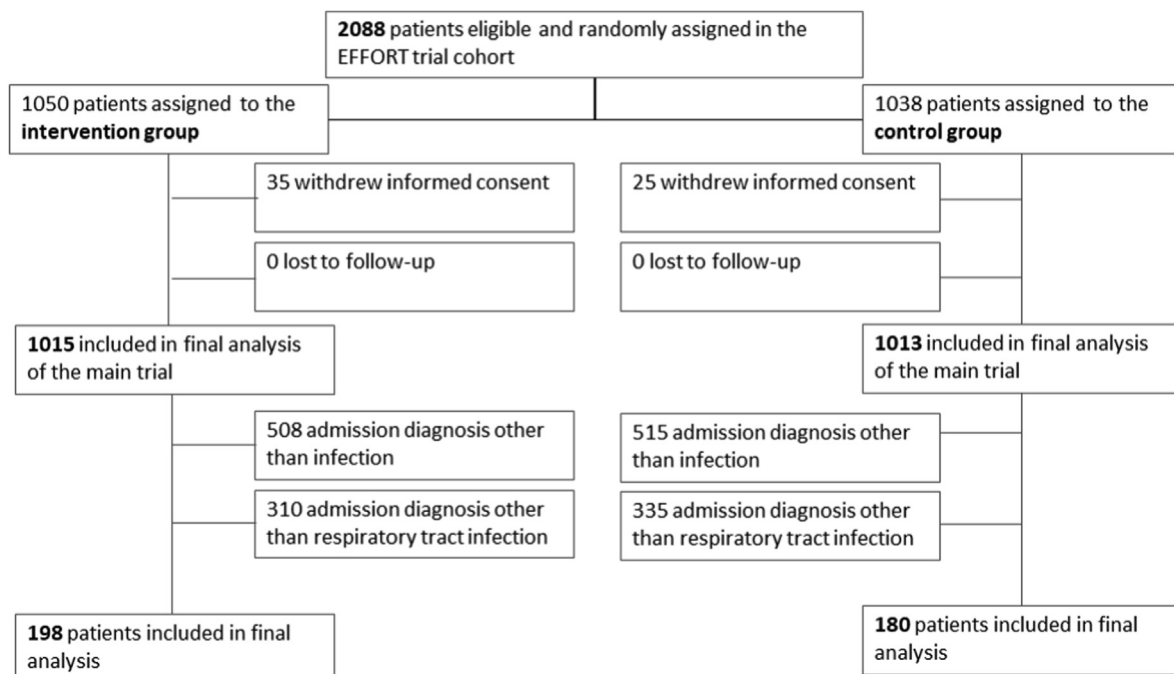 2088 patients eligible and randomly assigned in the
EFFORT trial cohort
1050 patients assigned to the
intervention group
1038 patients assigned to the
control group
35 withdrew informed consent
25 withdrew informed consent
0 lost to follow-up
0 lost to follow-up
1015 included in final analysis
of the main trial
1013 included in final analysis
of the main trial
508 admission diagnosis other
than infection
515 admission diagnosis other
than infection
310 admission diagnosis other
than respiratory tract infection
335 admission diagnosis other
than respiratory tract infection
198 patients included in final
analysis
180 patients included in final
analysis